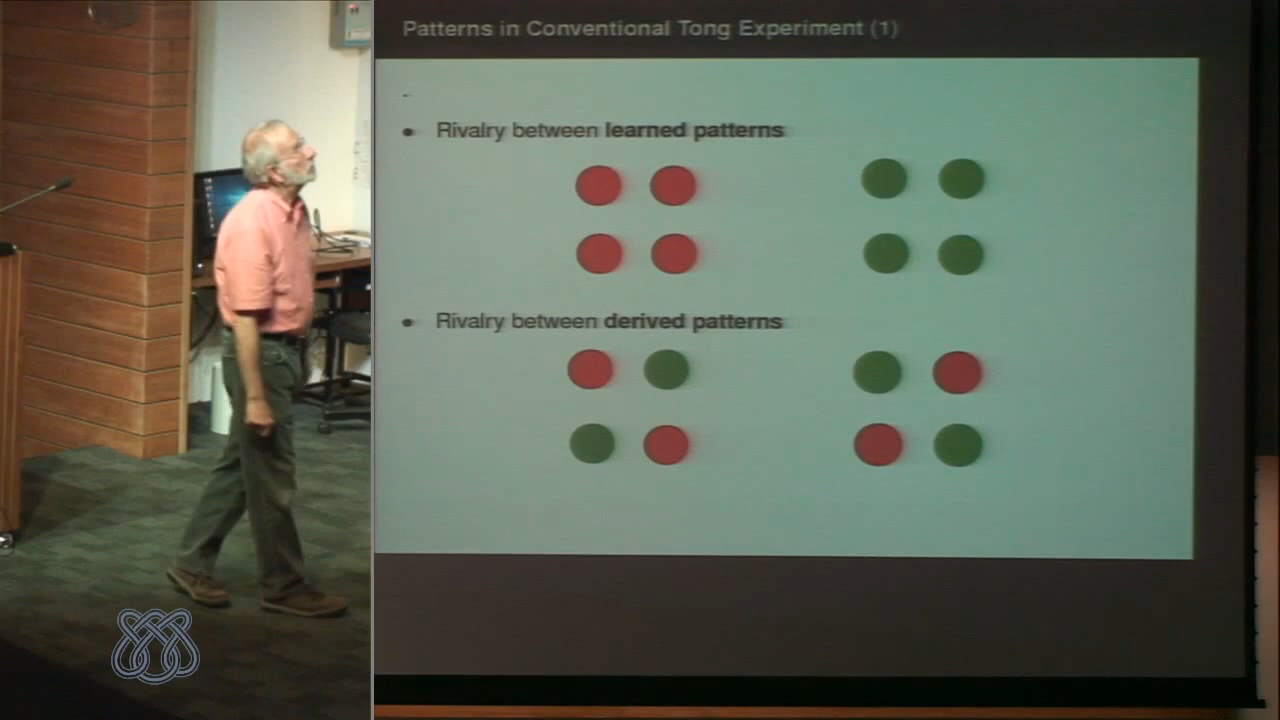 Patterns in Conventional Tong Experiment (1)
Rivalry between learned patterns
Rivalry between derived patterns